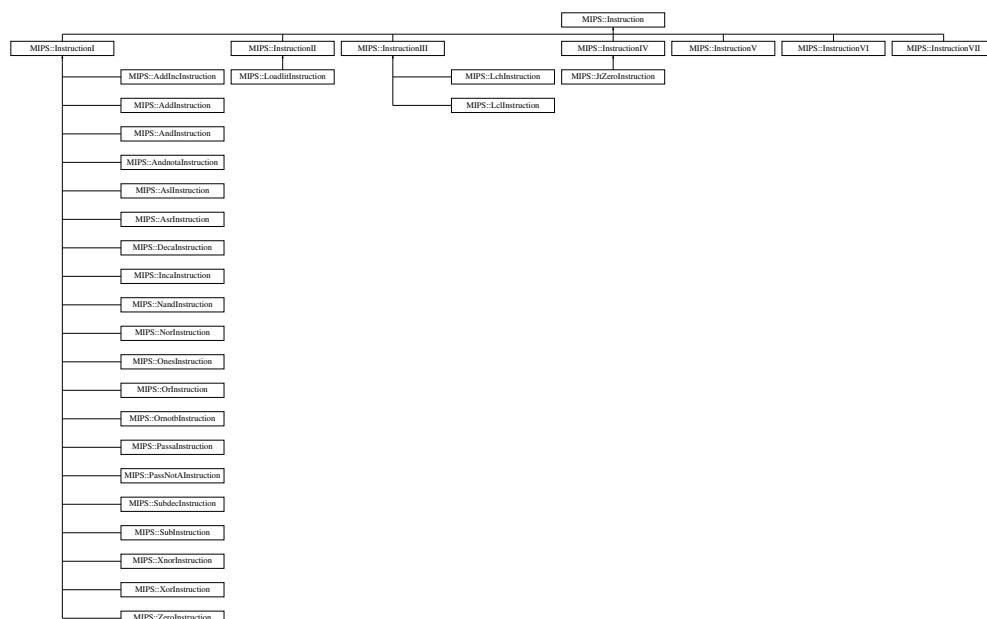 MIPS::Instruction
MIPS::InstructionI MIPS::InstructionII MIPS::InstructionIII MIPS::InstructionIV MIPS::InstructionV MIPS::InstructionVI MIPS::InstructionVII
MIPS::AddIncInstruction MIPS::LoadlitInstruction MIPS::LchInstruction MIPS::JtZeroInstruction
MIPS::AddInstruction MIPS::LclInstruction
MIPS::AndInstruction
MIPS::AndnotaInstruction
MIPS::AslInstruction
MIPS::AsrInstruction
MIPS::DecaInstruction
MIPS::IncaInstruction
MIPS::NandInstruction
MIPS::NorInstruction
MIPS::OnesInstruction
MIPS::OrInstruction
MIPS::OrnotbInstruction
MIPS::PassaInstruction
MIPS::PassNotAInstruction
MIPS::SubdecInstruction
MIPS::SubInstruction
MIPS::XnorInstruction
MIPS::XorInstruction
MIPS::ZeroInstruction